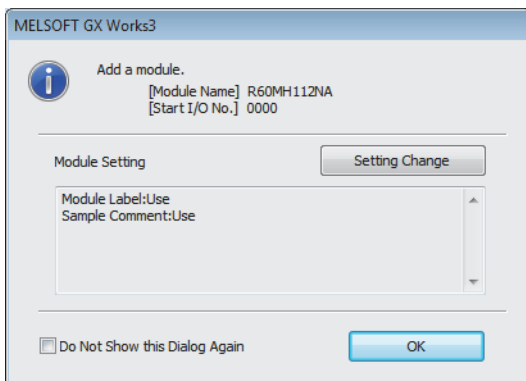 MELSOFT GX Works3
Add a module.
[Module Name] R60MH112NA
[Start I/O No.] 0000
Module Setting
Setting Change
Module Label:Use
Sample Comment:Use
Do Not Show this Dialog Again
OK